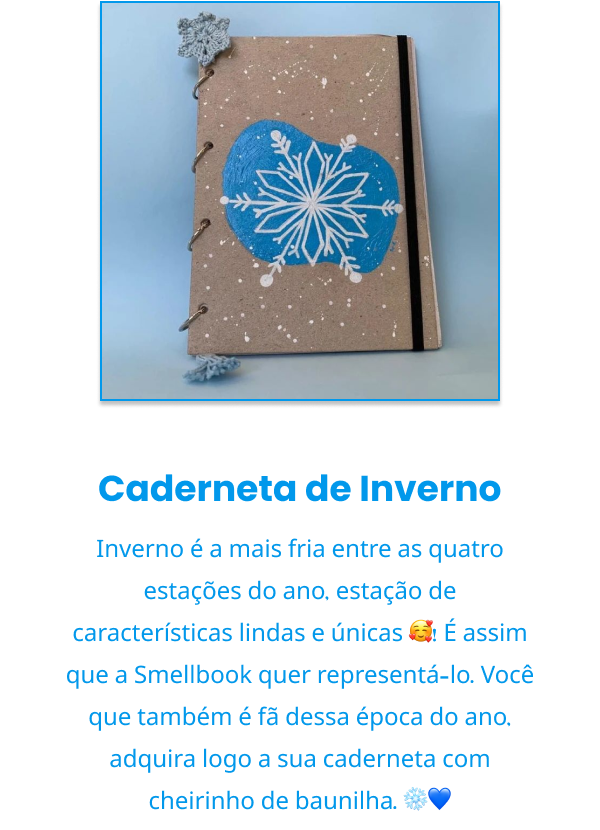 Caderneta de Inverno
Inverno é a mais fria entre as quatro
estações do ano, estação de
características lindas e únicas 🥰! É assim
que a Smellbook quer representá-lo. Você
que também é fã dessa época do ano,
adquira logo a sua caderneta com
cheirinho de baunilha. ❄️💙